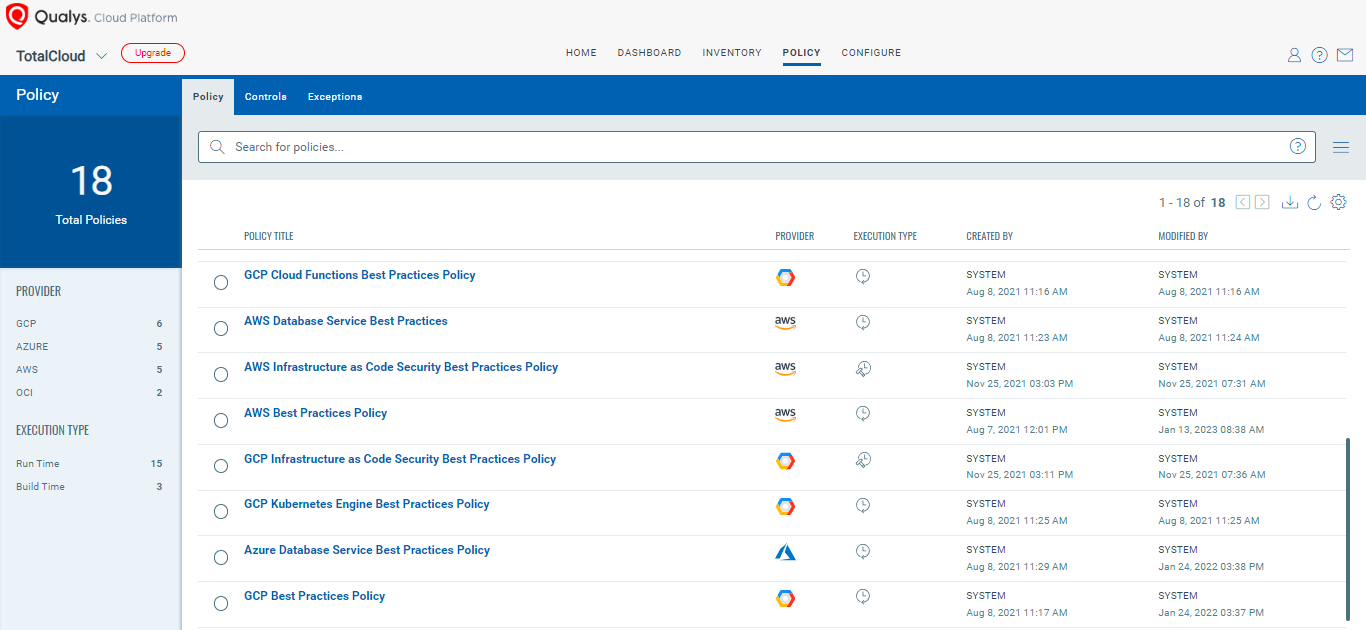 Qualys. Cloud Platform
TotalCloud Upgrade HOME DASHBOARD INVENTORY POLICY CONFIGURE
Policy Policy Controls Exceptions
18
Total Policies
Search for policies...
1 - 18 of 18
PROVIDER
GCP 6
AZURE 5
AWS 5
OCI 2
EXECUTION TYPE
Run Time 15
Build Time 3
POLICY TITLE PROVIDER EXECUTION TYPE CREATED BY MODIFIED BY
GCP Cloud Functions Best Practices Policy SYSTEM SYSTEM
Aug 8, 2021 11:16 AM Aug 8, 2021 11:16 AM
AWS Database Service Best Practices aws SYSTEM SYSTEM
Aug 8, 2021 11:23 AM Aug 8, 2021 11:24 AM
AWS Infrastructure as Code Security Best Practices Policy aws SYSTEM SYSTEM
Nov 25, 2021 03:03 PM Nov 25, 2021 07:31 AM
AWS Best Practices Policy aws SYSTEM SYSTEM
Aug 7, 2021 12:01 PM Jan 13, 2023 08:38 AM
GCP Infrastructure as Code Security Best Practices Policy SYSTEM SYSTEM
Nov 25, 2021 03:11 PM Nov 25, 2021 07:36 AM
GCP Kubernetes Engine Best Practices Policy SYSTEM SYSTEM
Aug 8, 2021 11:25 AM Aug 8, 2021 11:25 AM
Azure Database Service Best Practices Policy SYSTEM SYSTEM
Aug 8, 2021 11:29 AM Jan 24, 2022 03:38 PM
GCP Best Practices Policy SYSTEM SYSTEM
Aug 8, 2021 11:17 AM Jan 24, 2022 03:37 PM